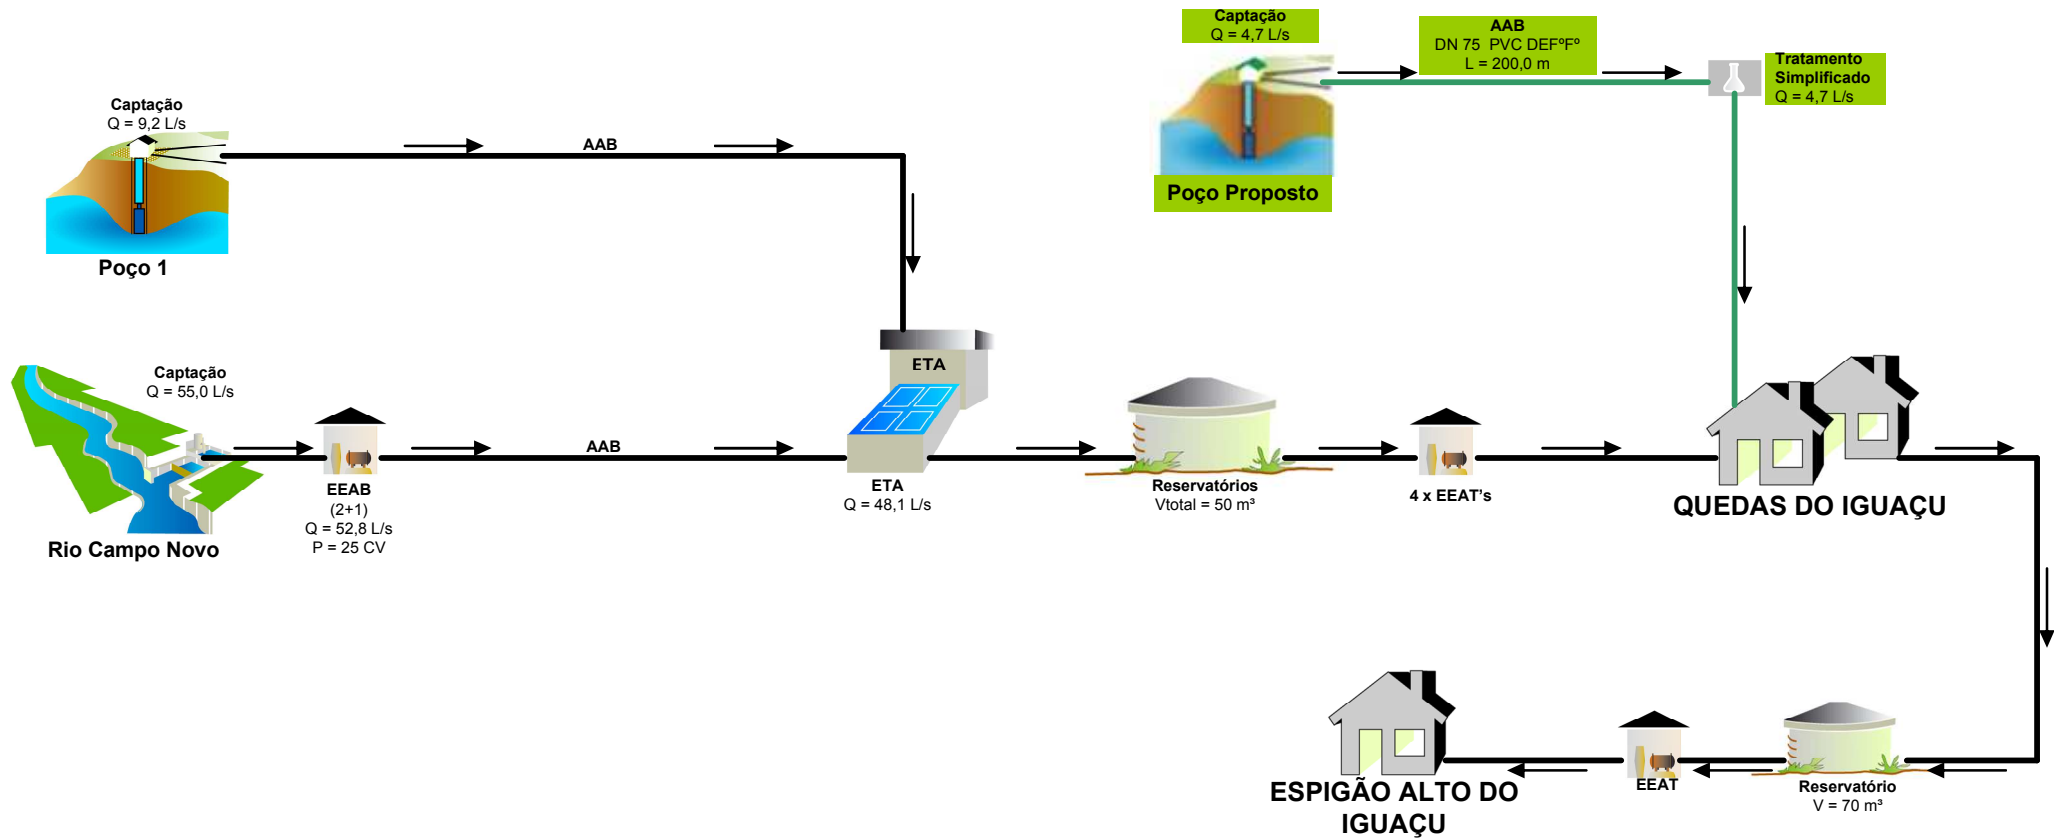 Captação
Q = 4,7 L/s
AAB
DN 75  PVC DEFºFº
L = 200,0 m
Tratamento
Simplificado
Q = 4,7 L/s
Poço Proposto
Captação
Q = 9,2 L/s
AAB
Poço 1
ETA
Captação
Q = 55,0 L/s
AAB
Rio Campo Novo
EEAB
(2+1)
Q = 52,8 L/s
P = 25 CV
ETA
Q = 48,1 L/s
Reservatórios
Vtotal = 50 m³
4 x EEAT's
QUEDAS DO IGUAÇU
ESPIGÃO ALTO DO
IGUAÇU
EEAT
Reservatório
V = 70 m³